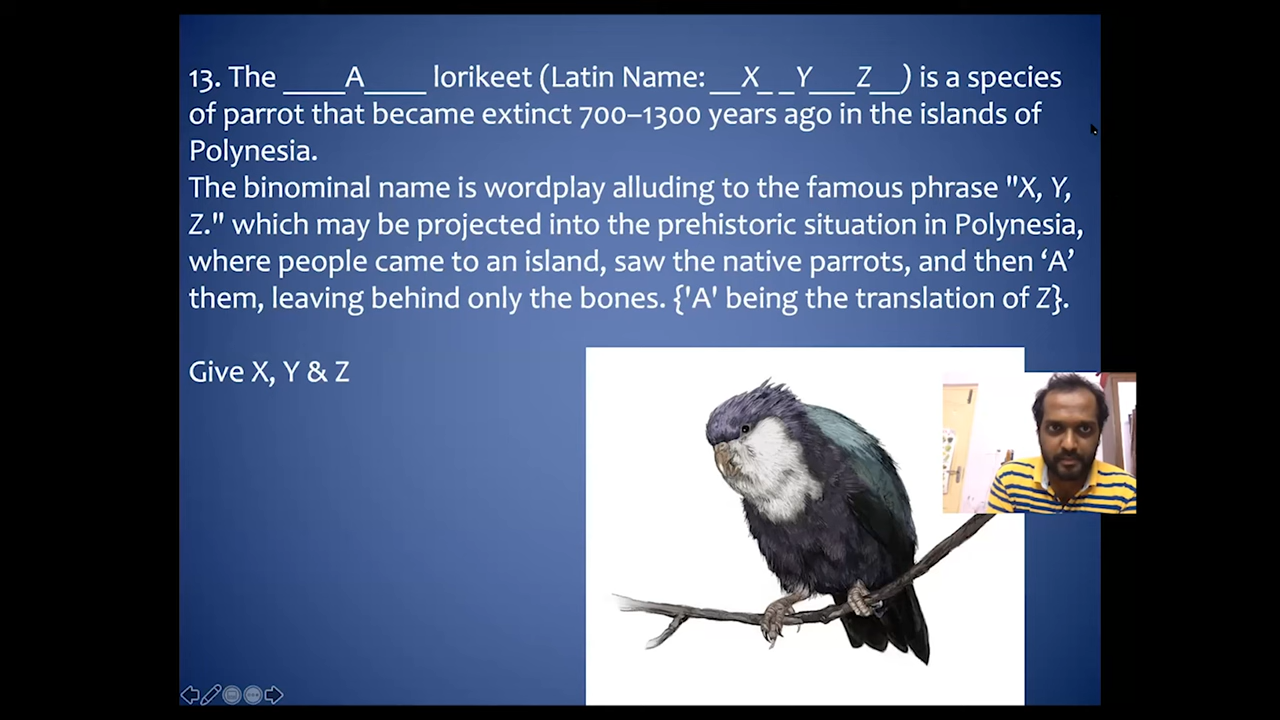 13. The ____A____ lorikeet (Latin Name: __X_ _Y___Z__) is a species
of parrot that became extinct 700–1300 years ago in the islands of
Polynesia.
The binominal name is wordplay alluding to the famous phrase "X, Y,
Z." which may be projected into the prehistoric situation in Polynesia,
where people came to an island, saw the native parrots, and then ‘A’
them, leaving behind only the bones. {'A' being the translation of Z}.
Give X, Y & Z